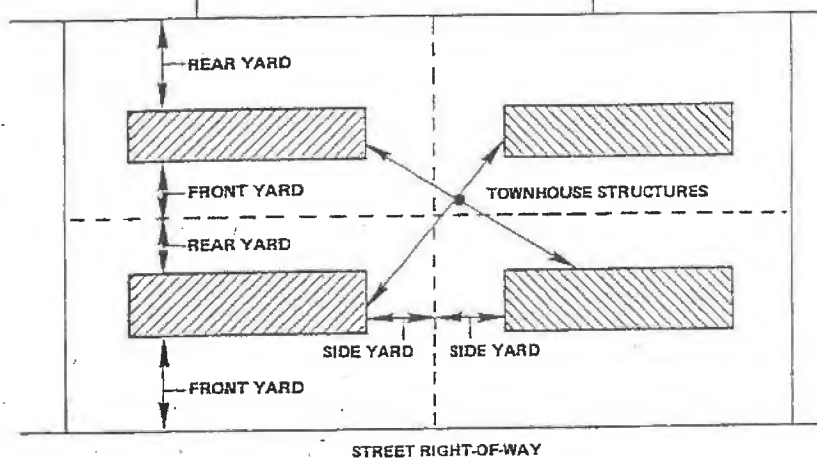 REAR YARD
FRONT YARD
TOWNHOUSE STRUCTURES
REAR YARD
SIDE YARD
SIDE YARD
FRONT YARD
STREET RIGHT-OF-WAY